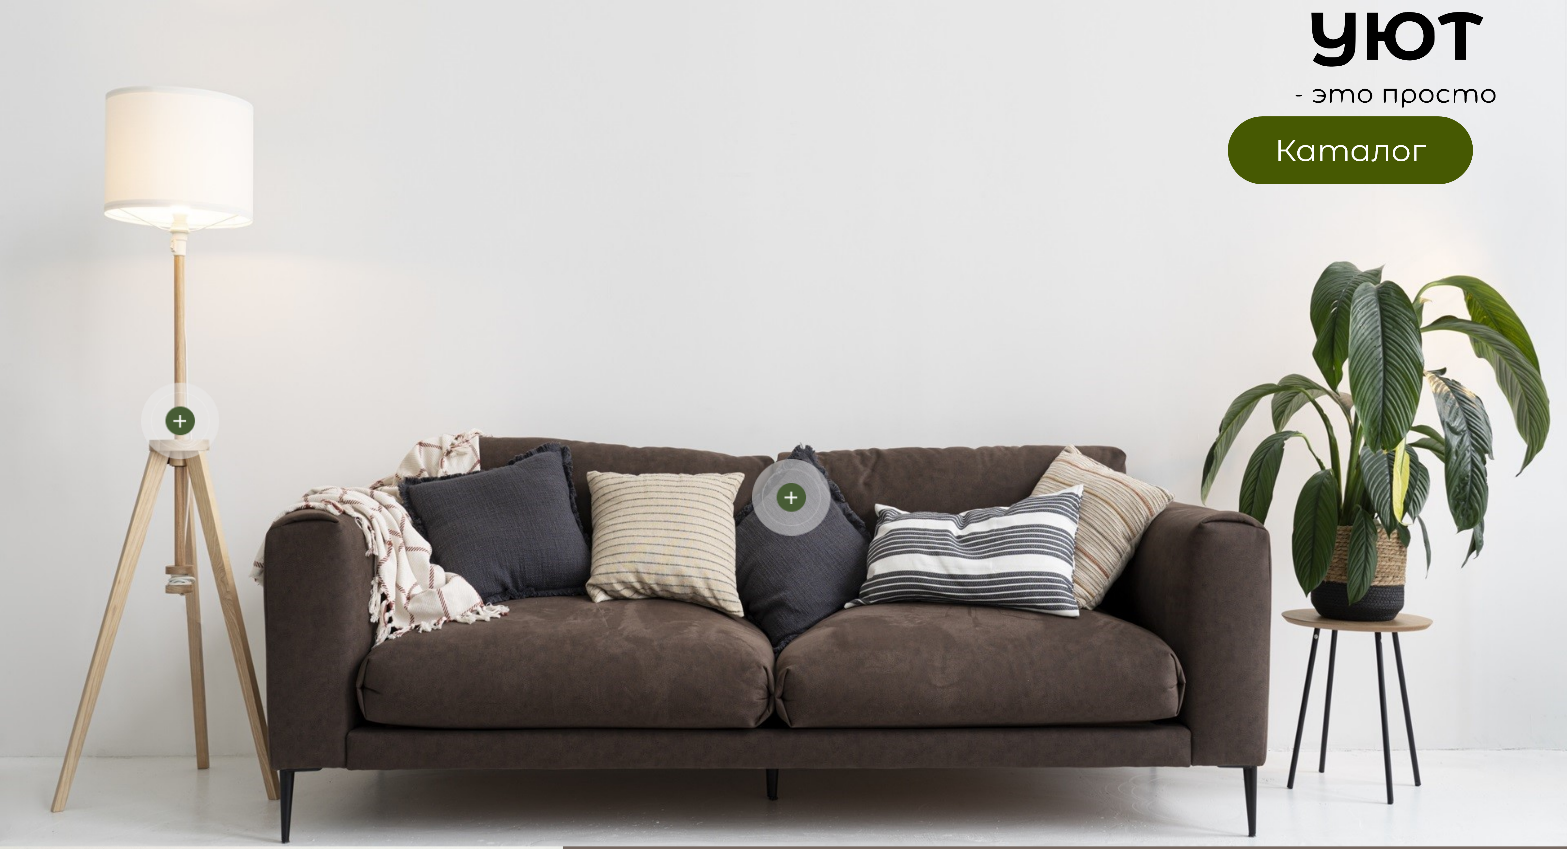 уют
- это просто
Каталог